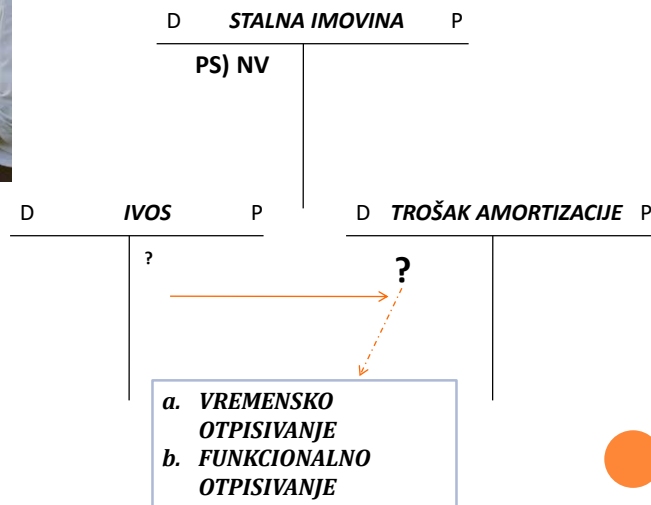 D STALNA IMOVINA P
PS) NV
D IVOS P
D TROŠAK AMORTIZACIJE P
?
?
a. VREMENSKO
OTPISIVANJE
b. FUNKCIONALNO
OTPISIVANJE